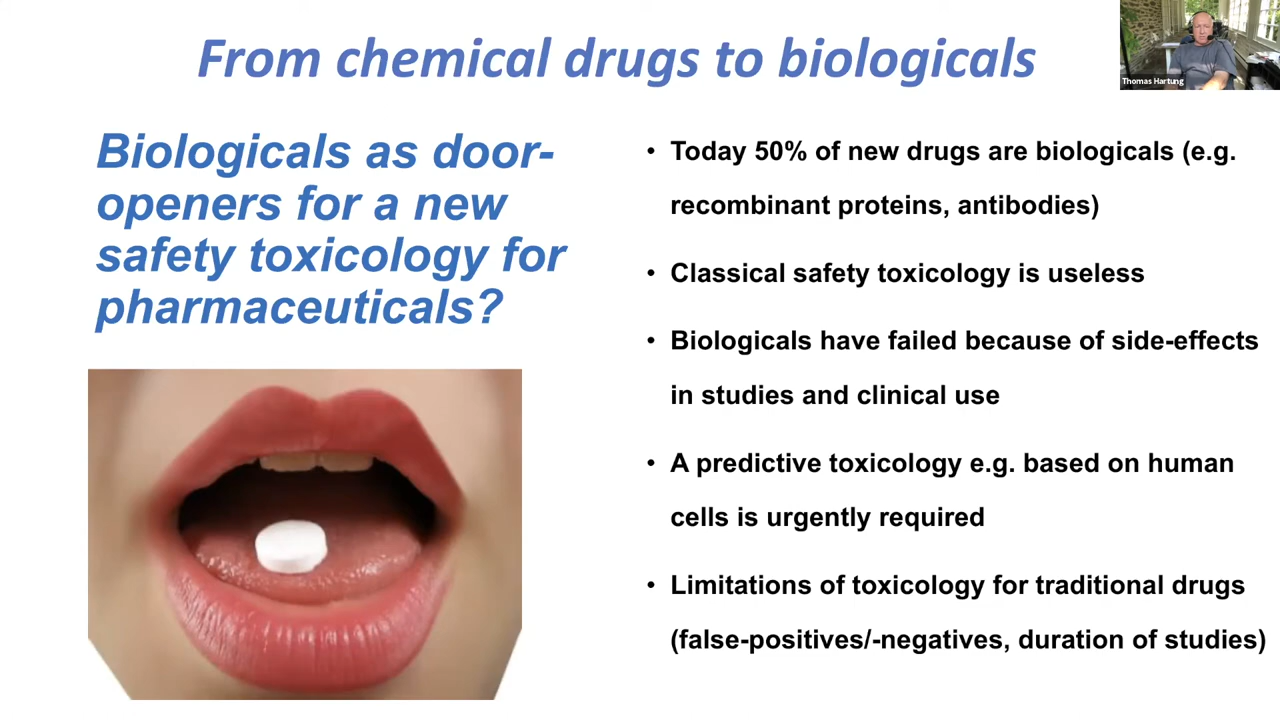 From chemical drugs to biologicals
Thomas Hartung
Biologicals as door-
openers for a new
safety toxicology for
pharmaceuticals?
• Today 50% of new drugs are biologicals (e.g.
recombinant proteins, antibodies)
• Classical safety toxicology is useless
• Biologicals have failed because of side-effects
in studies and clinical use
• A predictive toxicology e.g. based on human
cells is urgently required
• Limitations of toxicology for traditional drugs
(false-positives/-negatives, duration of studies)